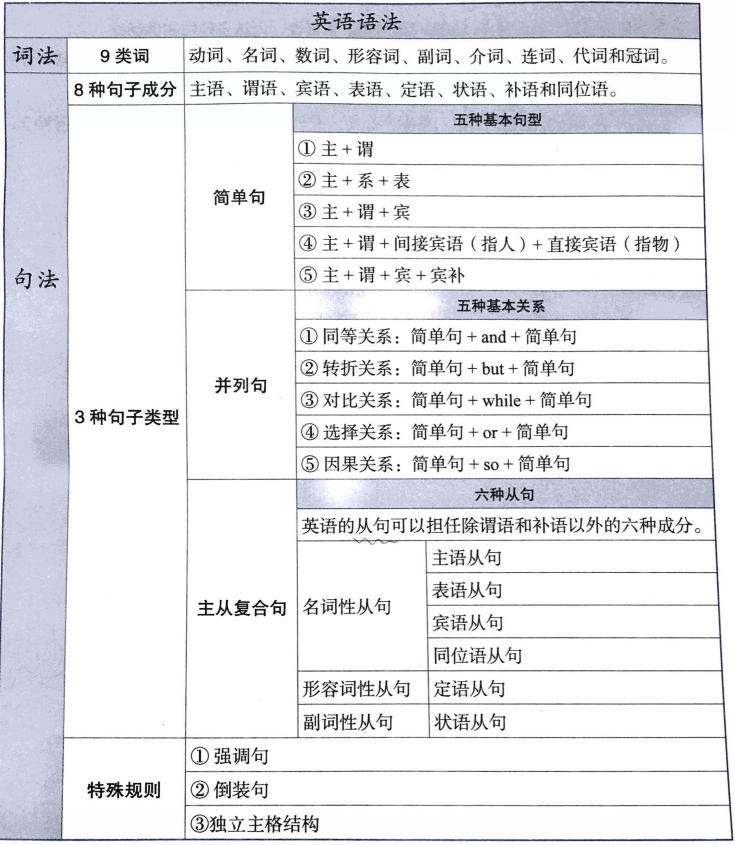 英语语法
词法
9 类词
动词、名词、数词、形容词、副词、介词、连词、代词和冠词。
句法
8 种句子成分
主语、谓语、宾语、表语、定语、状语、补语和同位语。
3 种句子类型
简单句
五种基本句型
① 主 + 谓
② 主 + 系 + 表
③ 主 + 谓 + 宾
④ 主 + 谓 + 间接宾语（指人）+ 直接宾语（指物）
⑤ 主 + 谓 + 宾 + 宾补
并列句
五种基本关系
① 同等关系：简单句 + and + 简单句
② 转折关系：简单句 + but + 简单句
③ 对比关系：简单句 + while + 简单句
④ 选择关系：简单句 + or + 简单句
⑤ 因果关系：简单句 + so + 简单句
主从复合句
六种从句
英语的从句可以担任除谓语和补语以外的六种成分。
名词性从句
主语从句
表语从句
宾语从句
同位语从句
形容词性从句
定语从句
副词性从句
状语从句
特殊规则
① 强调句
② 倒装句
③独立主格结构